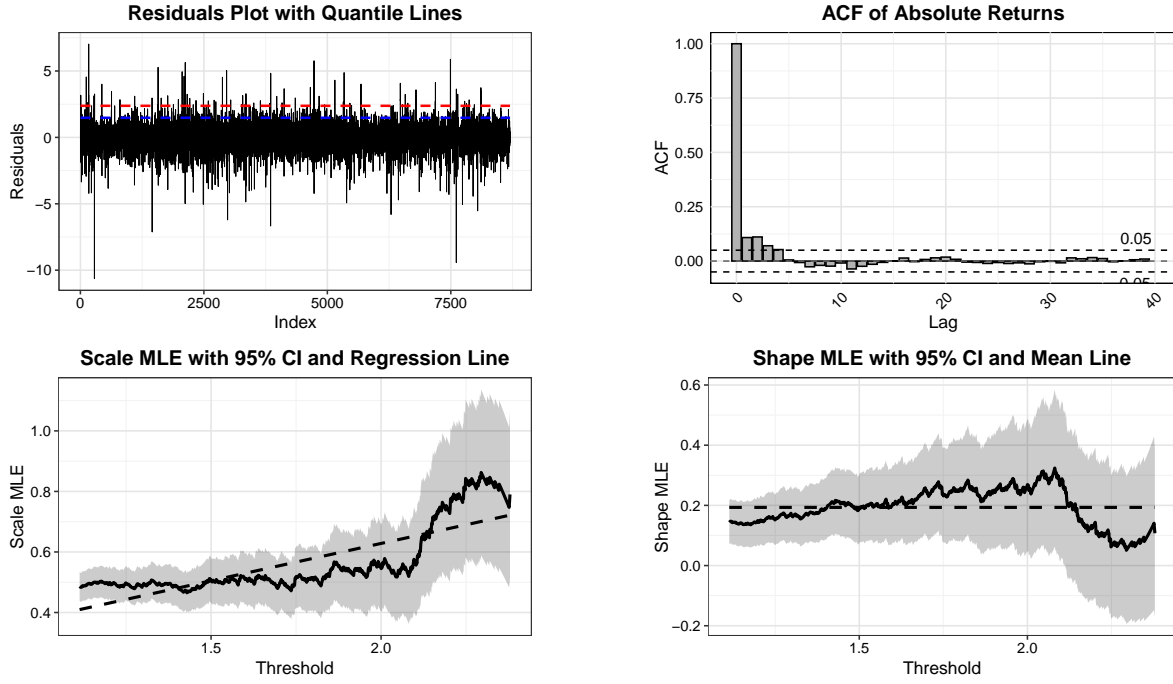 Residuals Plot with Quantile Lines
5
0
−5
−10
Residuals
0
2500
5000
7500
Index
ACF of Absolute Returns
1.00
0.75
0.50
0.25
0.00
ACF
0.05
0.05
0
10
20
30
40
Lag
Scale MLE with 95% CI and Regression Line
1.0
0.8
0.6
0.4
Scale MLE
1.5
2.0
Threshold
Shape MLE with 95% CI and Mean Line
0.6
0.4
0.2
0.0
−0.2
Shape MLE
1.5
2.0
Threshold